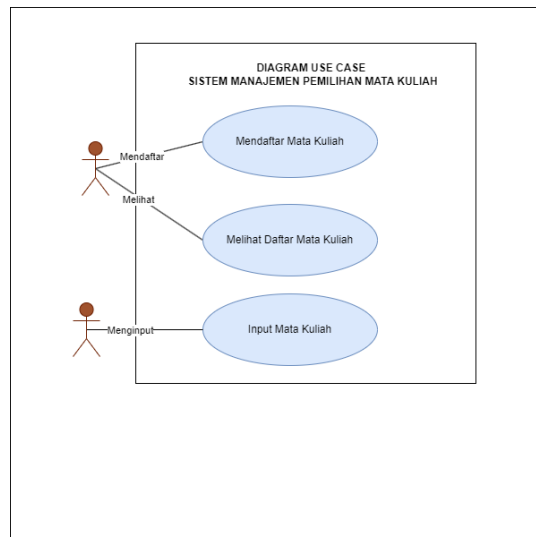 DIAGRAM USE CASE
SISTEM MANAJEMEN PEMILIHAN MATA KULIAH
Mendaftar Mata Kuliah
Mendaftar
Melihat
Melihat Daftar Mata Kuliah
Menginput
Input Mata Kuliah